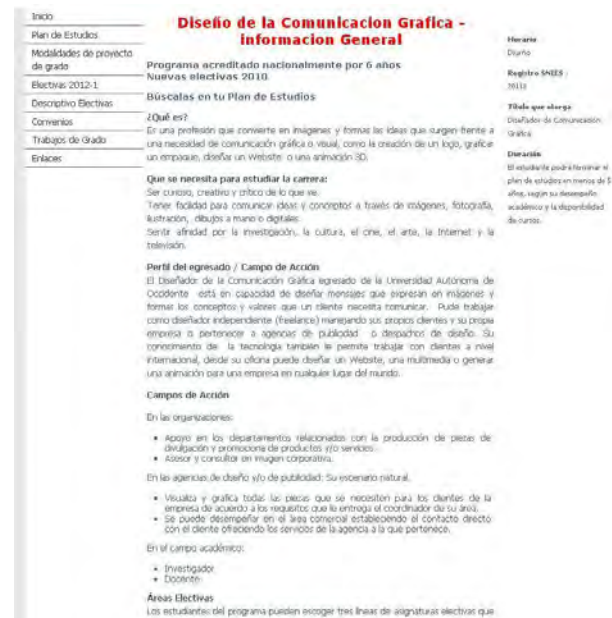 Inicio
Plan de Estudios
Modalidades de proyecto
de grado
Electivas 2012-1
Descriptivo Electivas
Convenios
Trabajos de Grado
Enlaces
Diseño de la Comunicacion Grafica -
informacion General
Programa acreditado nacionalmente por 6 años
Nuevas electivas 2010
Búscalas en tu Plan de Estudios
¿Qué es?
Es una profesión que convierte en imágenes y formas las ideas que surgen frente a
una necesidad de comunicación gráfica o visual, como la creación de un logo, graficar
un empaque, diseñar un Website o una animación 3D.
Que se necesita para estudiar la carrera:
Ser curioso, creativo y crítico de lo que ve.
Tener facilidad para comunicar ideas y conceptos a través de imágenes, fotografía,
ilustración, dibujos a mano o digitales.
Sentir afinidad por la investigación, la cultura, el cine, el arte, la Internet y la
televisión.
Perfil del egresado / Campo de Acción
El Diseñador de la Comunicación Gráfica egresado de la Universidad Autónoma de
Occidente está en capacidad de diseñar mensajes que expresan en imágenes y
formas los conceptos y valores que un cliente necesita comunicar. Pude trabajar
como diseñador independiente (freelance) manejando sus propios clientes y su propia
empresa o pertenecer a agencias de publicidad o despachos de diseño. Su
conocimiento de la tecnología también le permite trabajar con clientes a nivel
internacional, desde su oficina puede diseñar un Website, una multimedia o generar
una animación para una empresa en cualquier lugar del mundo.
Campos de Acción
En las organizaciones:
• Apoyo en los departamentos relacionados con la producción de piezas de
divulgación y promociona de productos y/o servicios.
• Asesor y consultor en imagen corporativa.
En las agencias de diseño y/o de publicidad: Su escenario natural.
• Visualiza y grafica todas las piezas que se necesiten para los clientes de la
empresa de acuerdo a los requisitos que le entrega el coordinador de su área.
• Se puede desempeñar en el área comercial estableciendo el contacto directo
con el cliente ofreciendo los servicios de la agencia a la que pertenece.
En el campo académico:
• Investigador
• Docente
Áreas Electivas
Los estudiantes del programa pueden escoger tres líneas de asignaturas electivas que
Horario
Diurno
Registro SNIES
Título que otorga
Diseñador de Comunicación
Gráfica
Duración
El estudiante podrá terminar el
plan de estudios en menos de 5
años, según su desempeño
académico y la disponibilidad
de cursos.